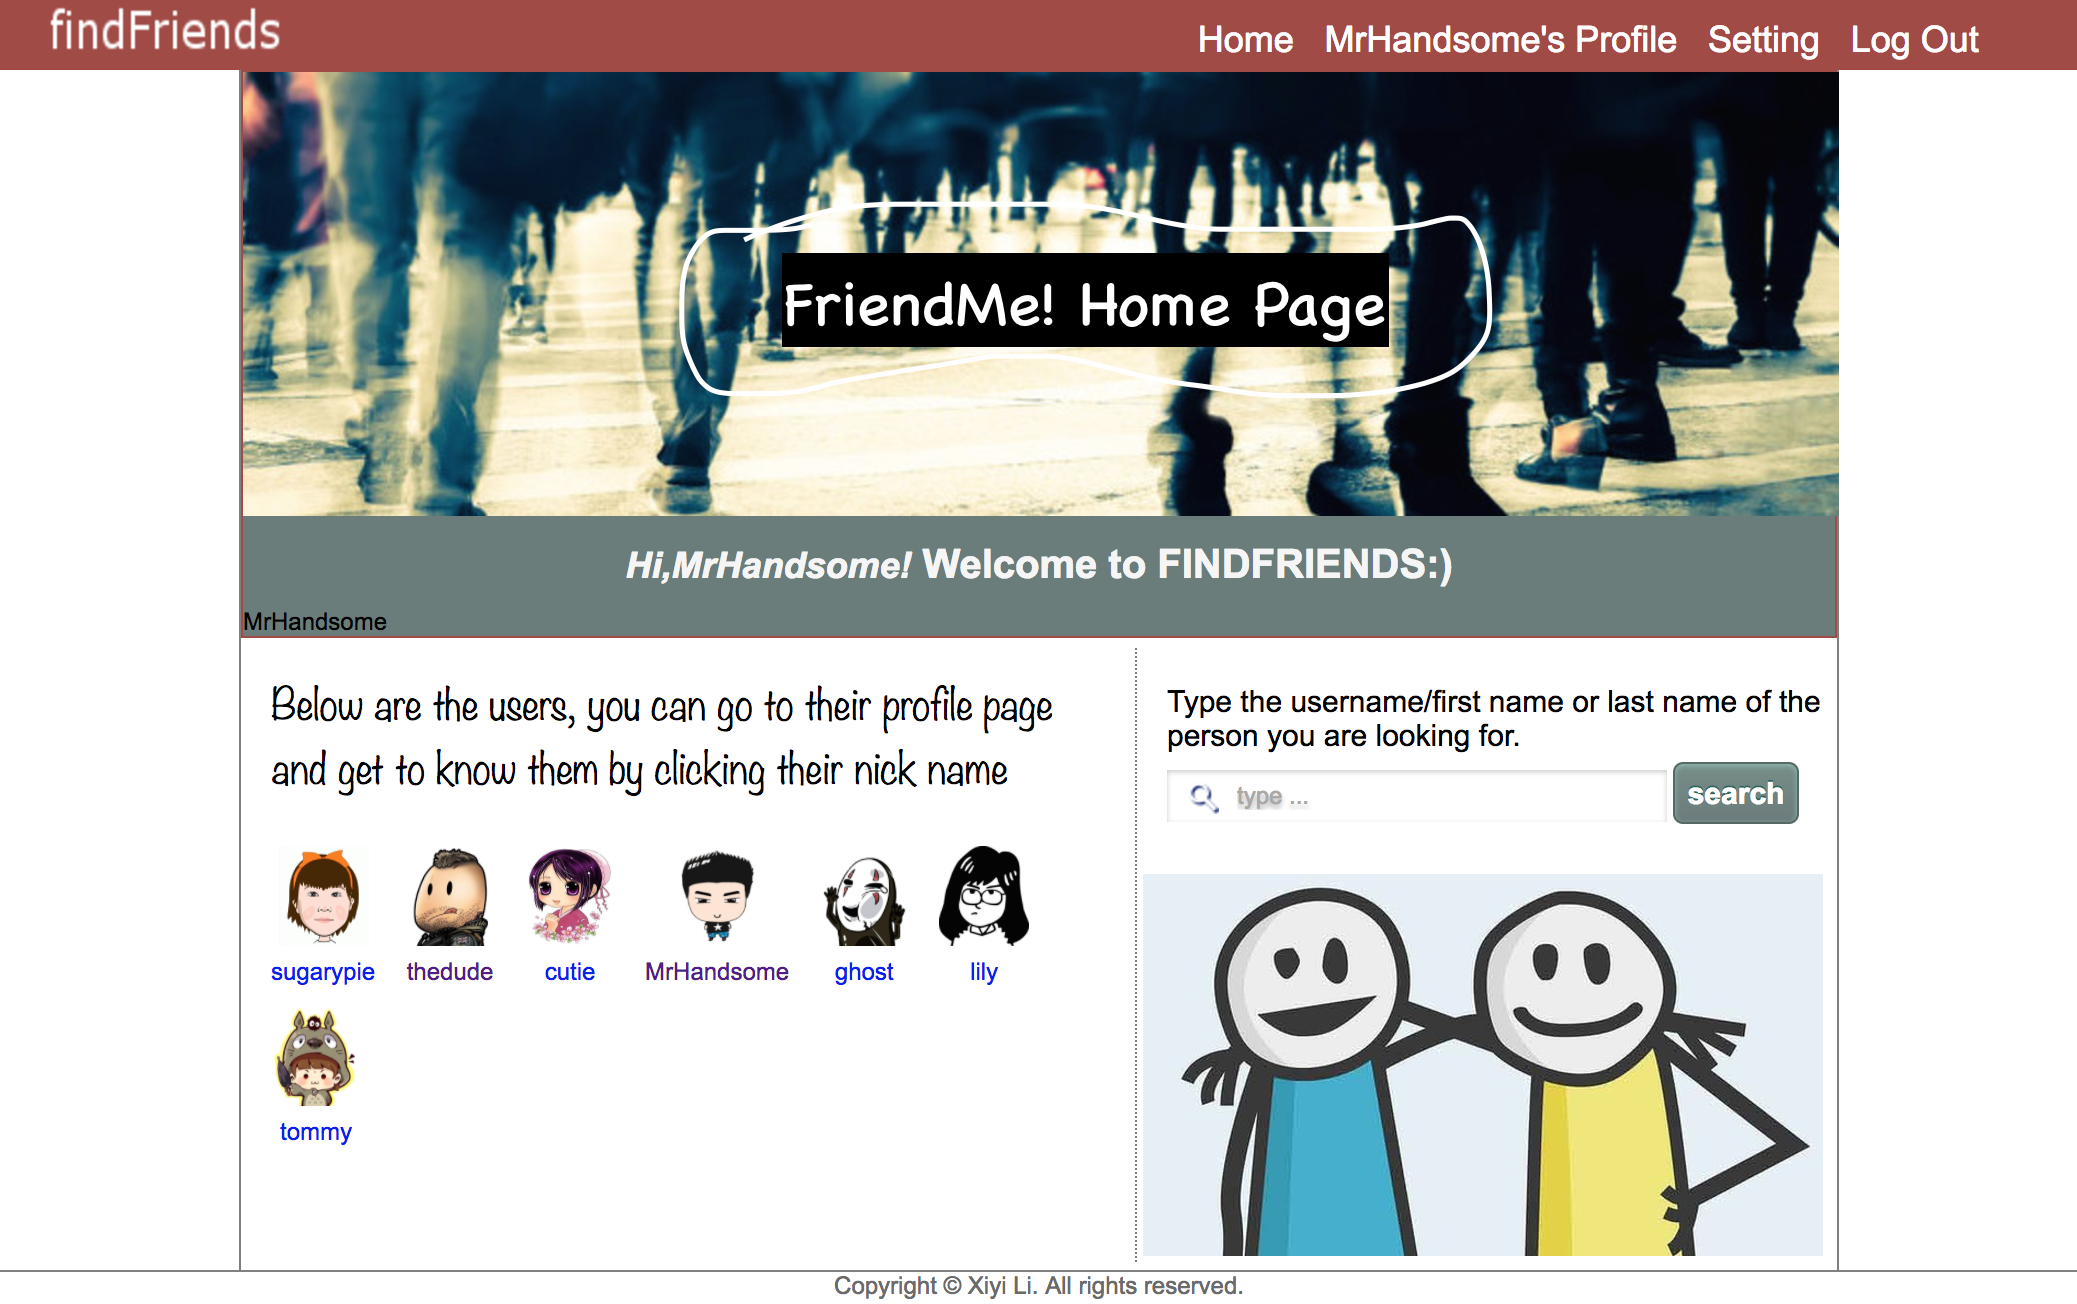 findFriends
Home MrHandsome's Profile Setting Log Out
FriendMe! Home Page
Hi,MrHandsome! Welcome to FINDFRIENDS:)
MrHandsome
Below are the users, you can go to their profile page
and get to know them by clicking their nick name
sugarypie thedude cutie MrHandsome ghost lily
tommy
Type the username/first name or last name of the
person you are looking for.
type ... search
Copyright © Xiyi Li. All rights reserved.